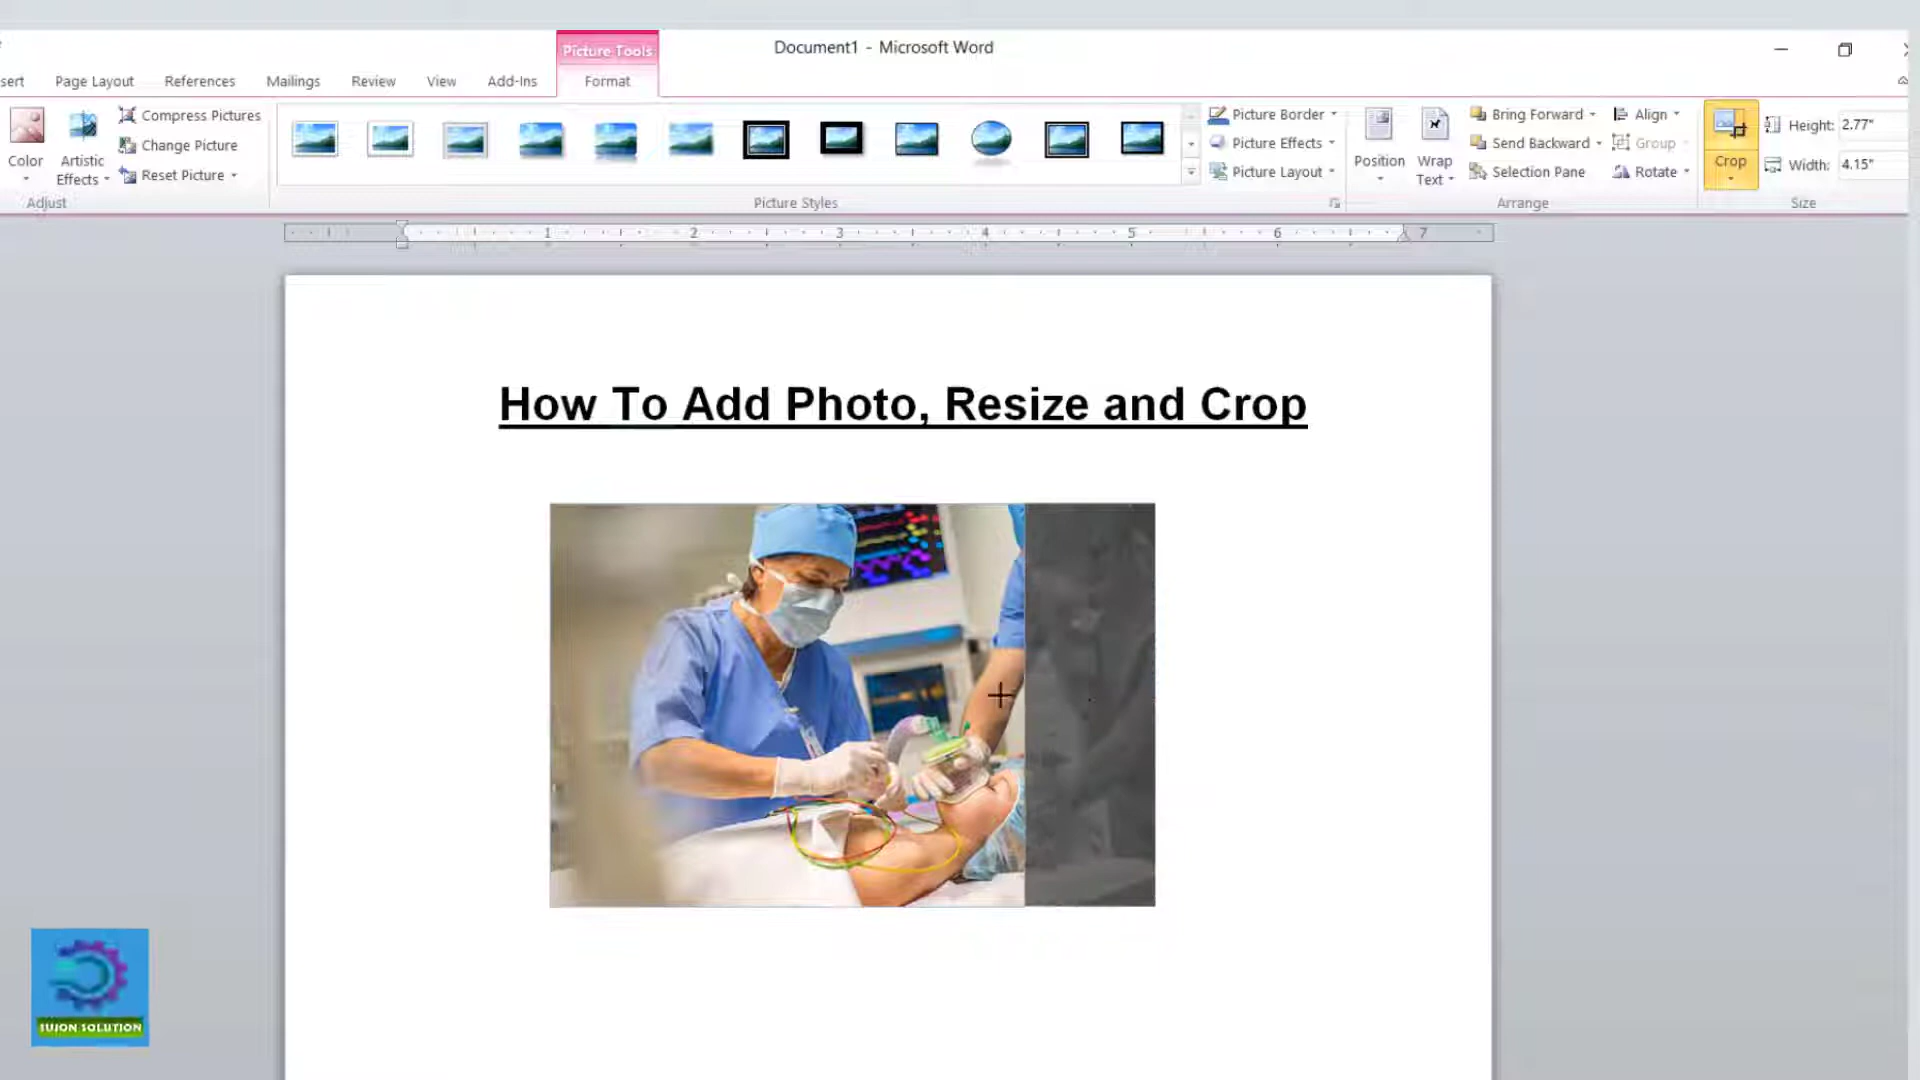 Picture Tools
Document1 - Microsoft Word
sert Page Layout References Mailings Review View Add-Ins Format
Color
Artistic Effects
Compress Pictures
Change Picture
Reset Picture
Adjust
Picture Styles
Picture Border
Picture Effects
Picture Layout
Position
Wrap Text
Bring Forward
Send Backward
Selection Pane
Align
Group
Rotate
Arrange
Crop
Height: 2.77"
Width: 4.15"
Size
1 2 3 4 5 6 7
How To Add Photo, Resize and Crop
SUJON SOLUTION